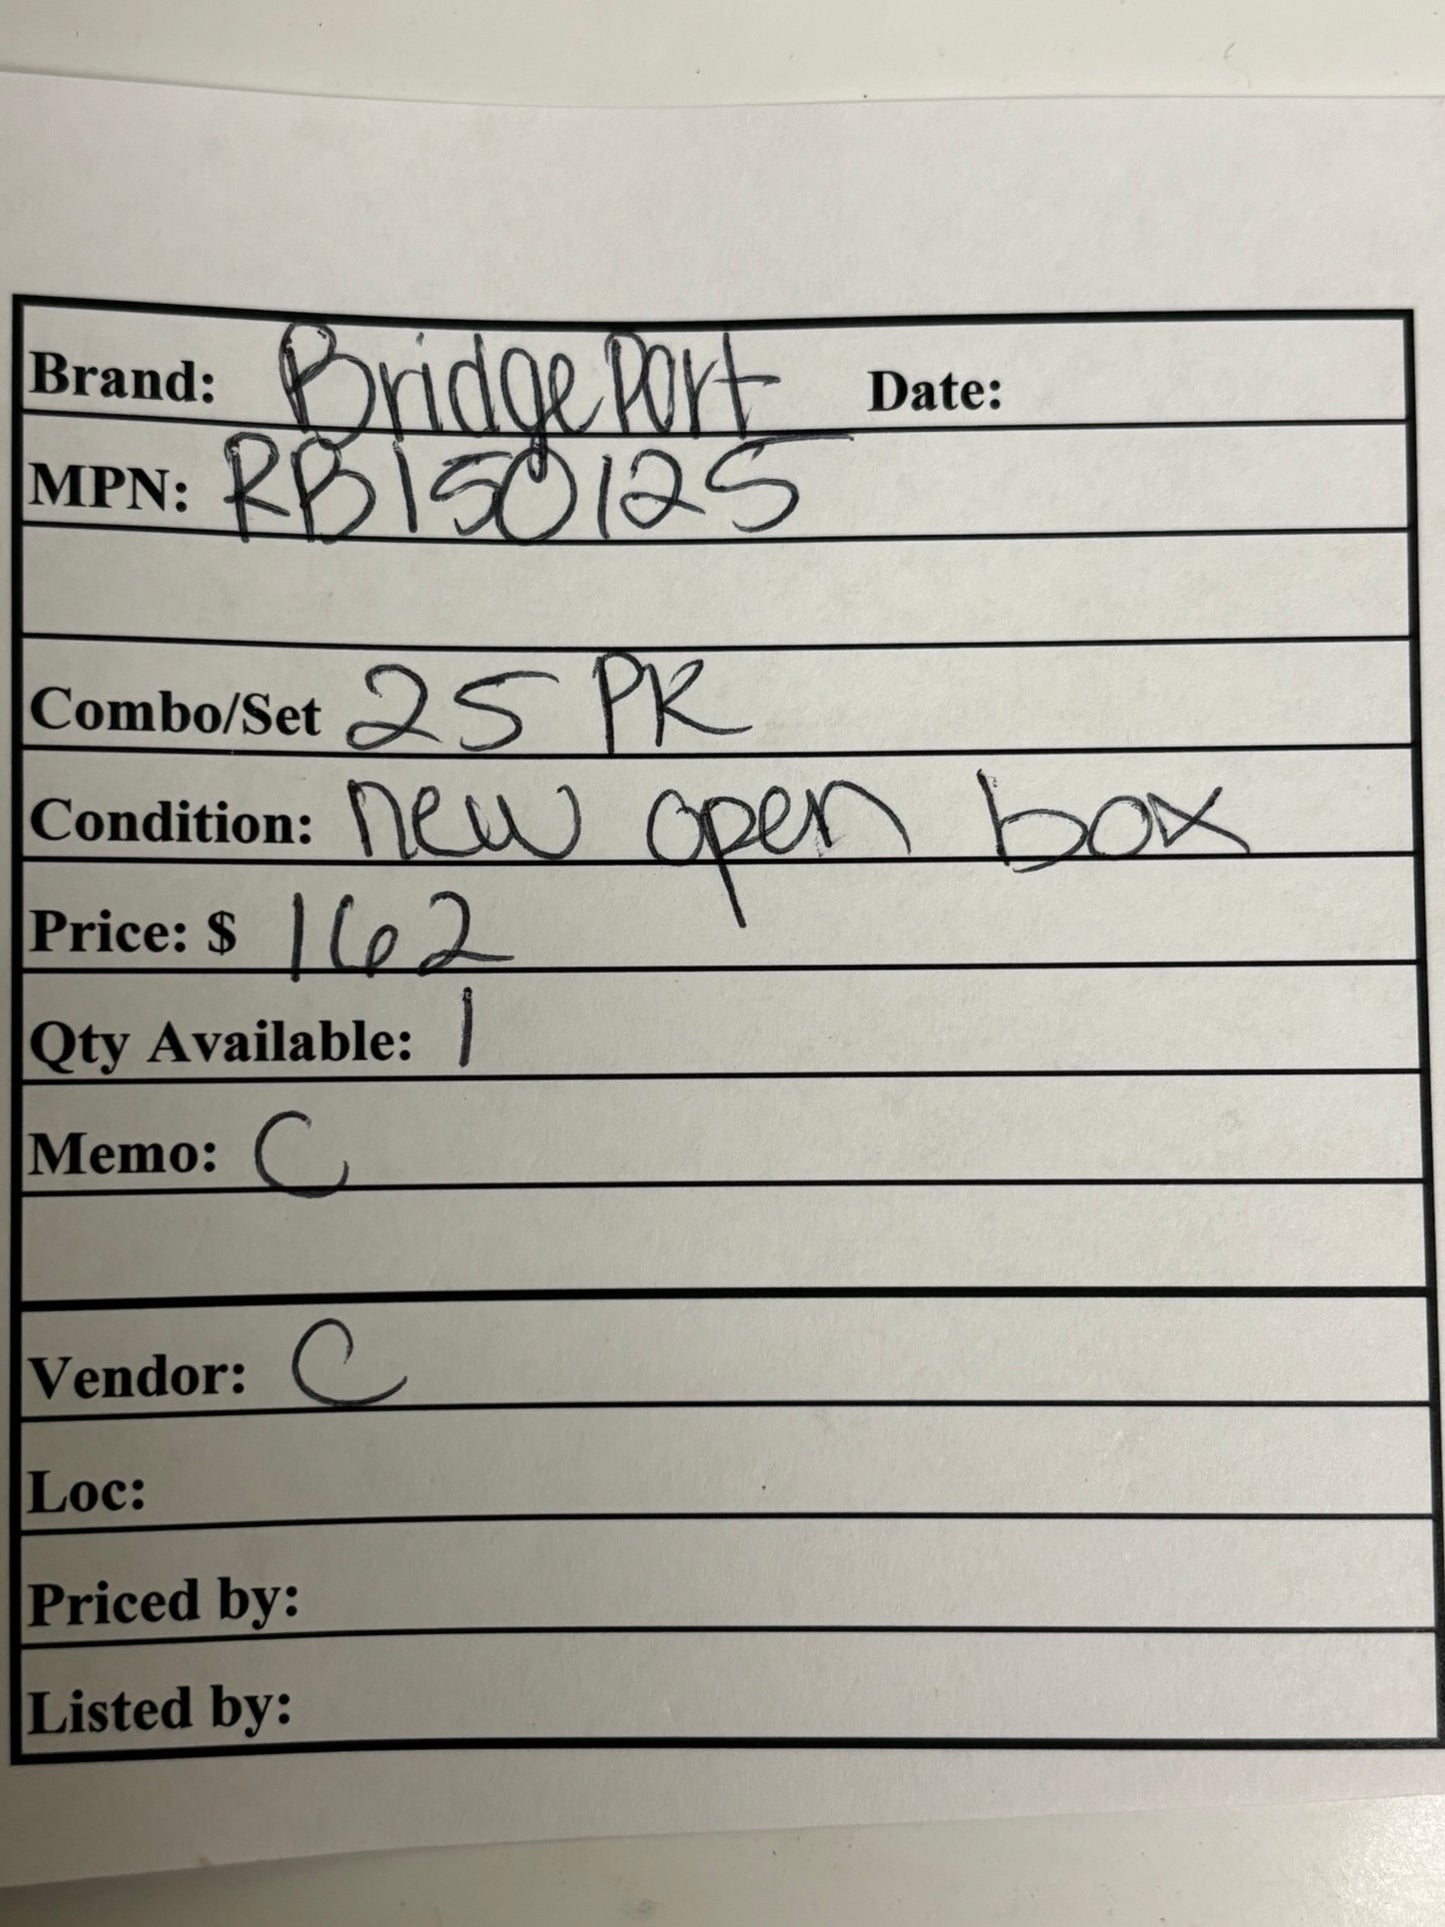 Brand: BridgePort Date:
MPN: RB150125
Combo/Set 25 PK
Condition: new open box
Price: $ 162
Qty Available: 1
Memo: C
Vendor: C
Loc:
Priced by:
Listed by: